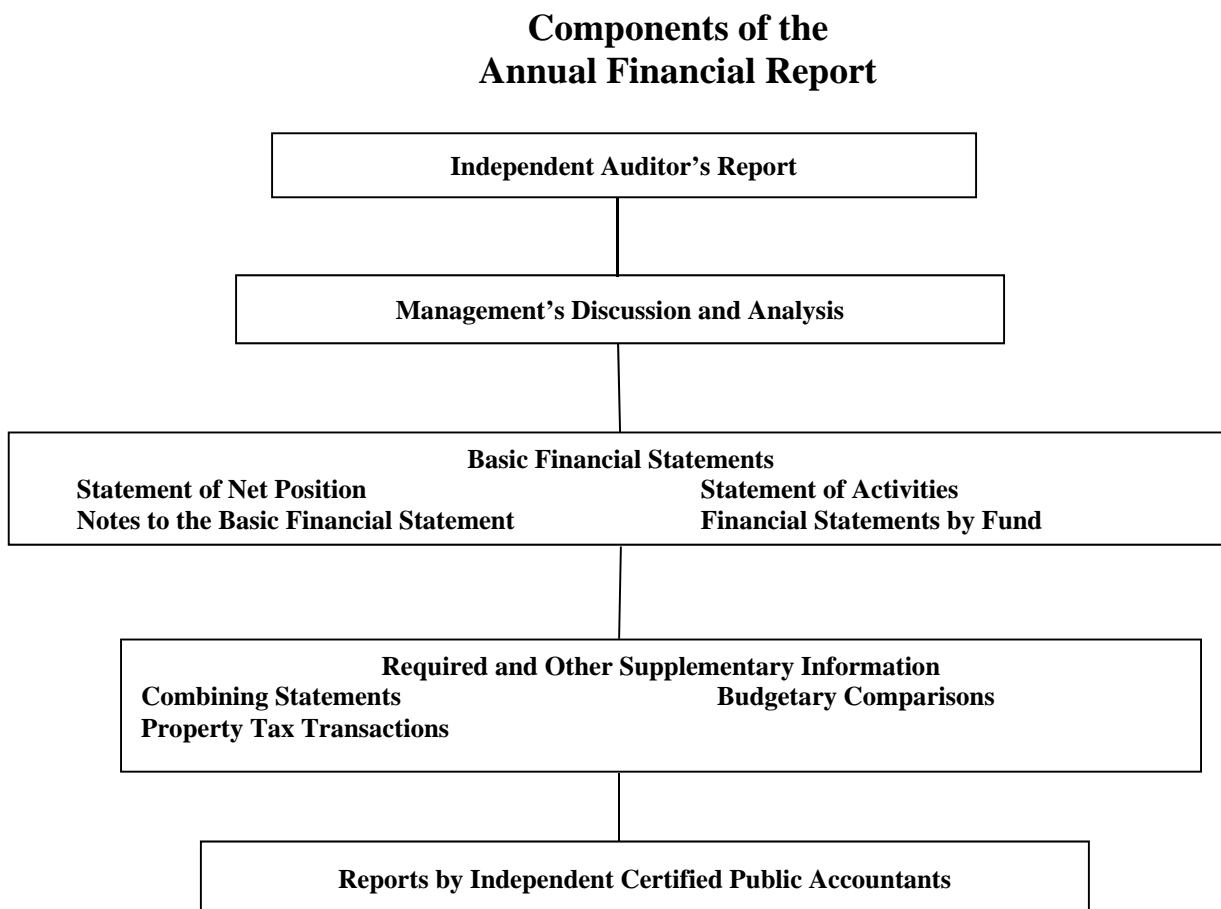 Components of the
Annual Financial Report
Independent Auditor’s Report
Management’s Discussion and Analysis
Basic Financial Statements
Statement of Net Position Statement of Activities
Notes to the Basic Financial Statement Financial Statements by Fund
Required and Other Supplementary Information
Combining Statements Budgetary Comparisons
Property Tax Transactions
Reports by Independent Certified Public Accountants